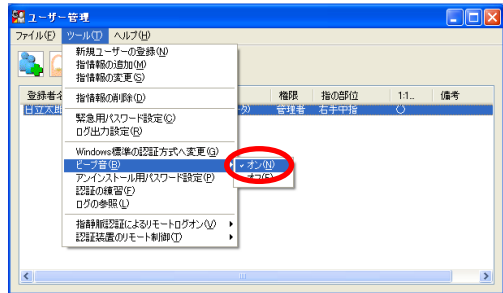 ユーザー管理
ファイル(F) ツール(T) ヘルプ(H)
新規ユーザーの登録(N)
指情報の追加(M)
指情報の変更(S)
指情報の削除(D)
緊急用パスワード設定(C)
ログ出力設定(R)
Windows標準の認証方式へ変更(G)
ビープ音(B)
アンインストール用パスワード設定(P)
認証の練習(E)
ログの参照(L)
指静脈認証によるリモートログオン(V)
認証装置のリモート制御(I)
オン(N)
オフ(F)
登録者名 権限 指の部位 1:1... 備考
日立太郎 タ) 管理者 右手中指 ○